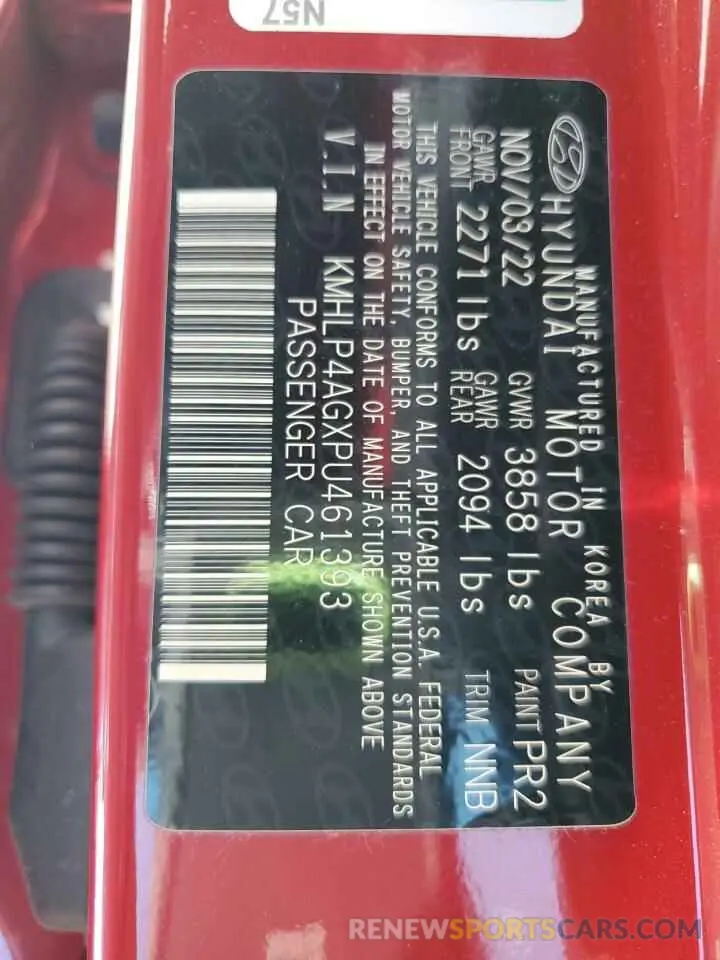 N57
MANUFACTURED IN KOREA BY
HYUNDAI MOTOR COMPANY
NOV/03/22 GVWR 3858 lbs PAINT PR2
GAWR FRONT 2271 lbs GAWR REAR 2094 lbs TRIM NNB
THIS VEHICLE CONFORMS TO ALL APPLICABLE U.S.A. FEDERAL
MOTOR VEHICLE SAFETY, BUMPER, AND THEFT PREVENTION STANDARDS
IN EFFECT ON THE DATE OF MANUFACTURE SHOWN ABOVE
V.I.N KMHLP4AGXPU461393
PASSENGER CAR
RENEWSPORTSCARS.COM